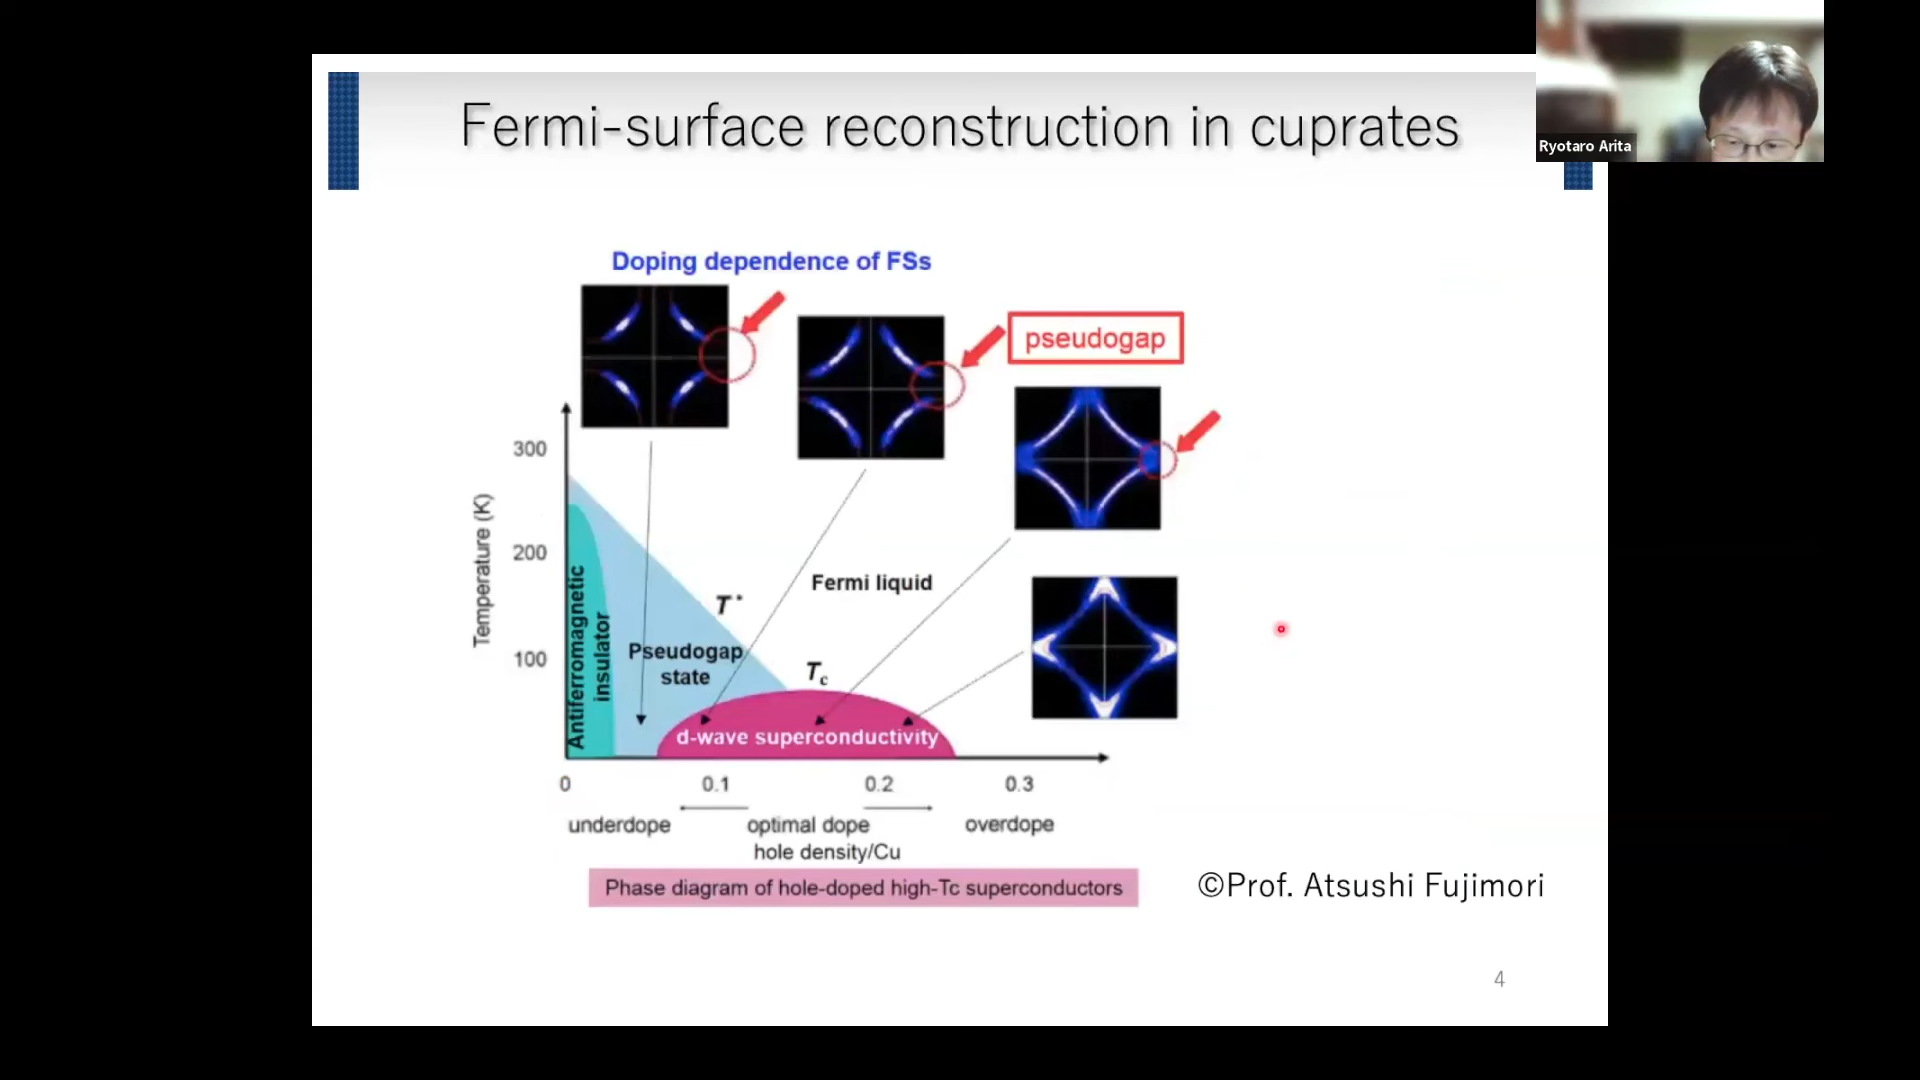 Fermi-surface reconstruction in cuprates
Ryotaro Arita
Doping dependence of FSs
pseudogap
300
200
100
Temperature (K)
Antiferromagnetic
insulator
Pseudogap
state
T*
Fermi liquid
Tc
d-wave superconductivity
0
0.1
0.2
0.3
underdope
optimal dope
overdope
hole density/Cu
Phase diagram of hole-doped high-Tc superconductors
©Prof. Atsushi Fujimori
4